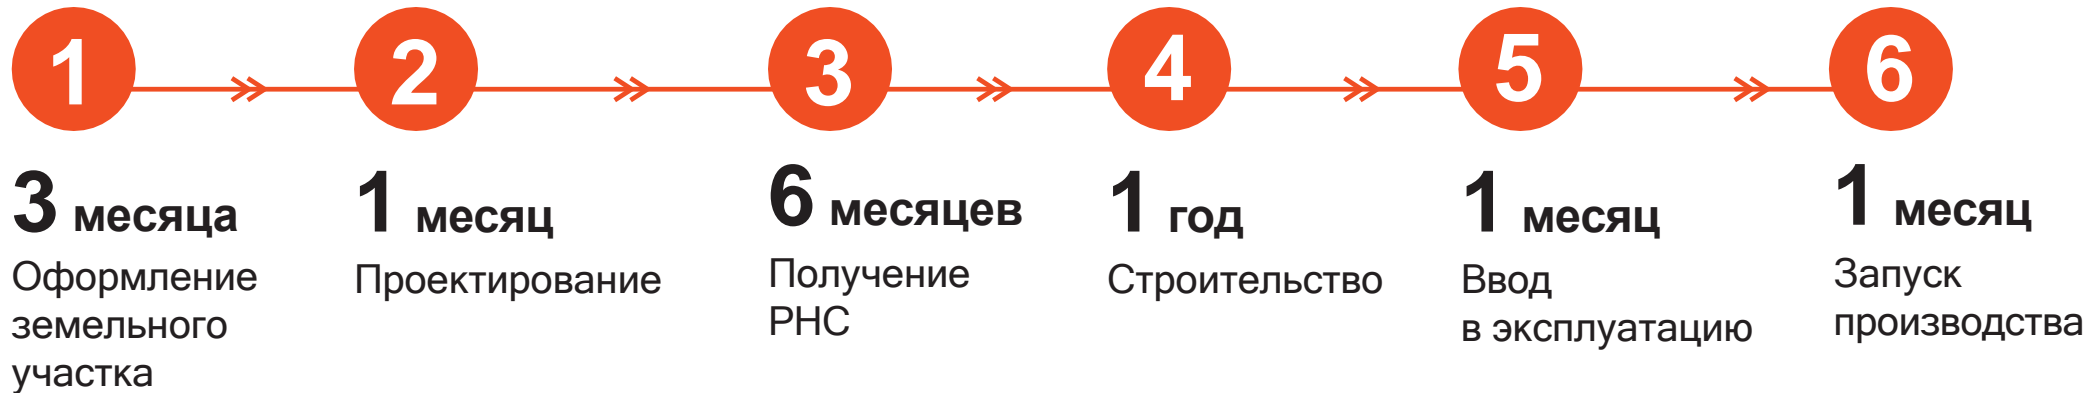 1
2
3
4
5
6
3 месяца
Оформление
земельного
участка
1 месяц
Проектирование
6 месяцев
Получение
РНС
1 год
Строительство
1 месяц
Ввод
в эксплуатацию
1 месяц
Запуск
производства